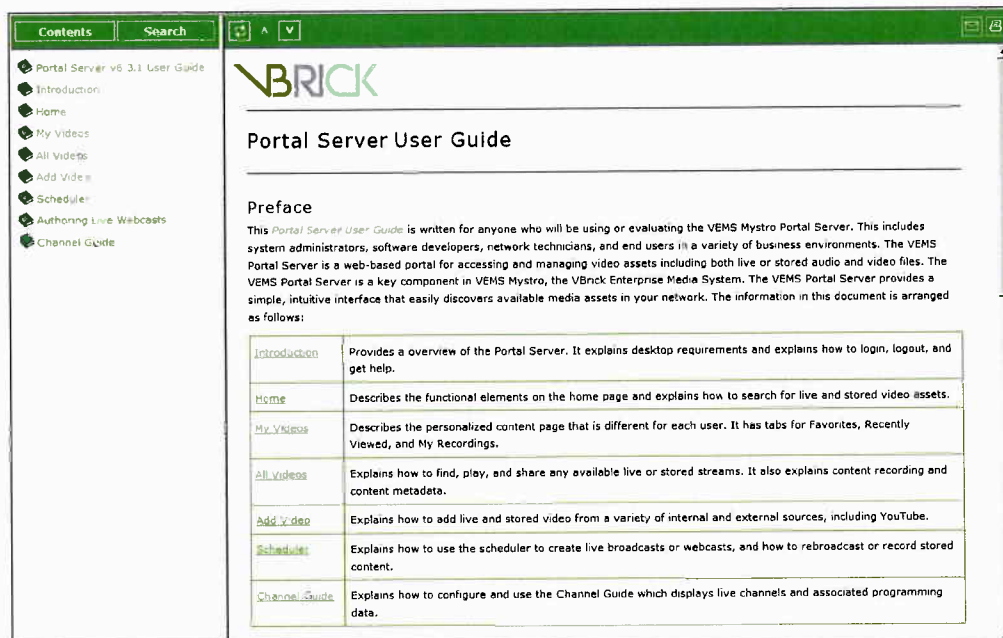 Contents
Search
Portal Server v6 3.1 User Guide
Introduction
Home
My Videos
All Videos
Add Video
Scheduler
Authoring Live Webcasts
Channel Guide
VBRICK
Portal Server User Guide
Preface
This Portal Server User Guide is written for anyone who will be using or evaluating the VEMS Mystro Portal Server. This includes
system administrators, software developers, network technicians, and end users in a variety of business environments. The VEMS
Portal Server is a web-based portal for accessing and managing video assets including both live or stored audio and video files. The
VEMS Portal Server is a key component in VEMS Mystro, the VBrick Enterprise Media System. The VEMS Portal Server provides a
simple, intuitive interface that easily discovers available media assets in your network. The information in this document is arranged
as follows:
Introduction
Provides a overview of the Portal Server. It explains desktop requirements and explains how to login, logout, and
get help.
Home
Describes the functional elements on the home page and explains how to search for live and stored video assets.
My Videos
Describes the personalized content page that is different for each user. It has tabs for Favorites, Recently
Viewed, and My Recordings.
All Videos
Explains how to find, play, and share any available live or stored streams. It also explains content recording and
content metadata.
Add Video
Explains how to add live and stored video from a variety of internal and external sources, including YouTube.
Scheduler
Explains how to use the scheduler to create live broadcasts or webcasts, and how to rebroadcast or record stored
content.
Channel Guide
Explains how to configure and use the Channel Guide which displays live channels and associated programming
data.